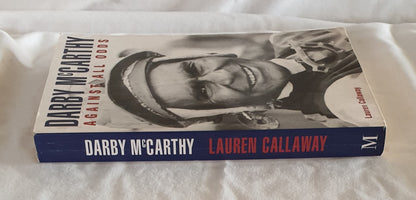 DARBY McCARTHY
AGAINST ALL ODDS
Lauren Callaway
DARBY McCARTHY LAUREN CALLAWAY M